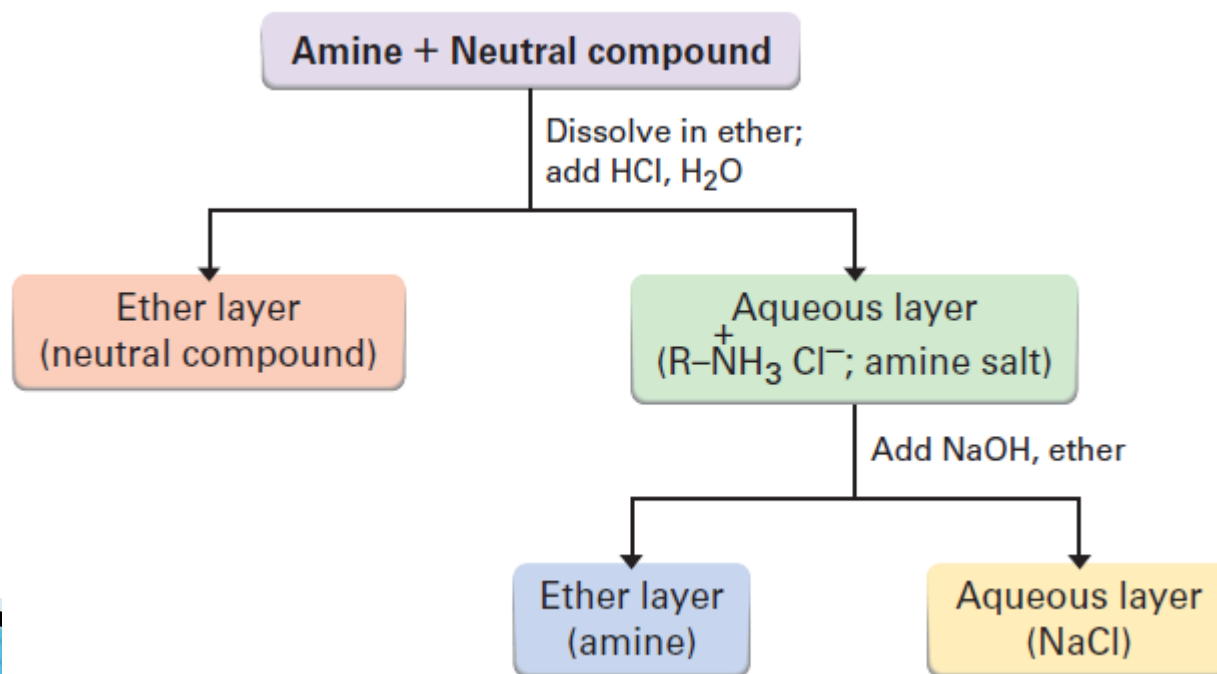 Amine + Neutral compound
Dissolve in ether;
add HCl, H₂O
Ether layer
(neutral compound)
Aqueous layer
(R–N⁺H₃ Cl⁻; amine salt)
Add NaOH, ether
Ether layer
(amine)
Aqueous layer
(NaCl)